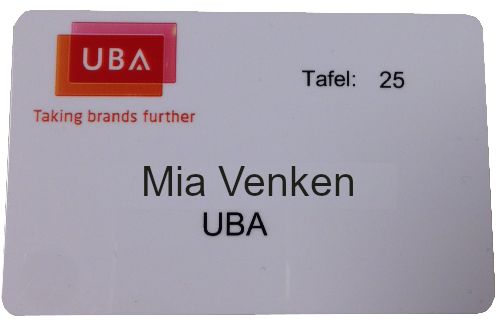 UBA
Taking brands further
Tafel: 25
Mia Venken
UBA